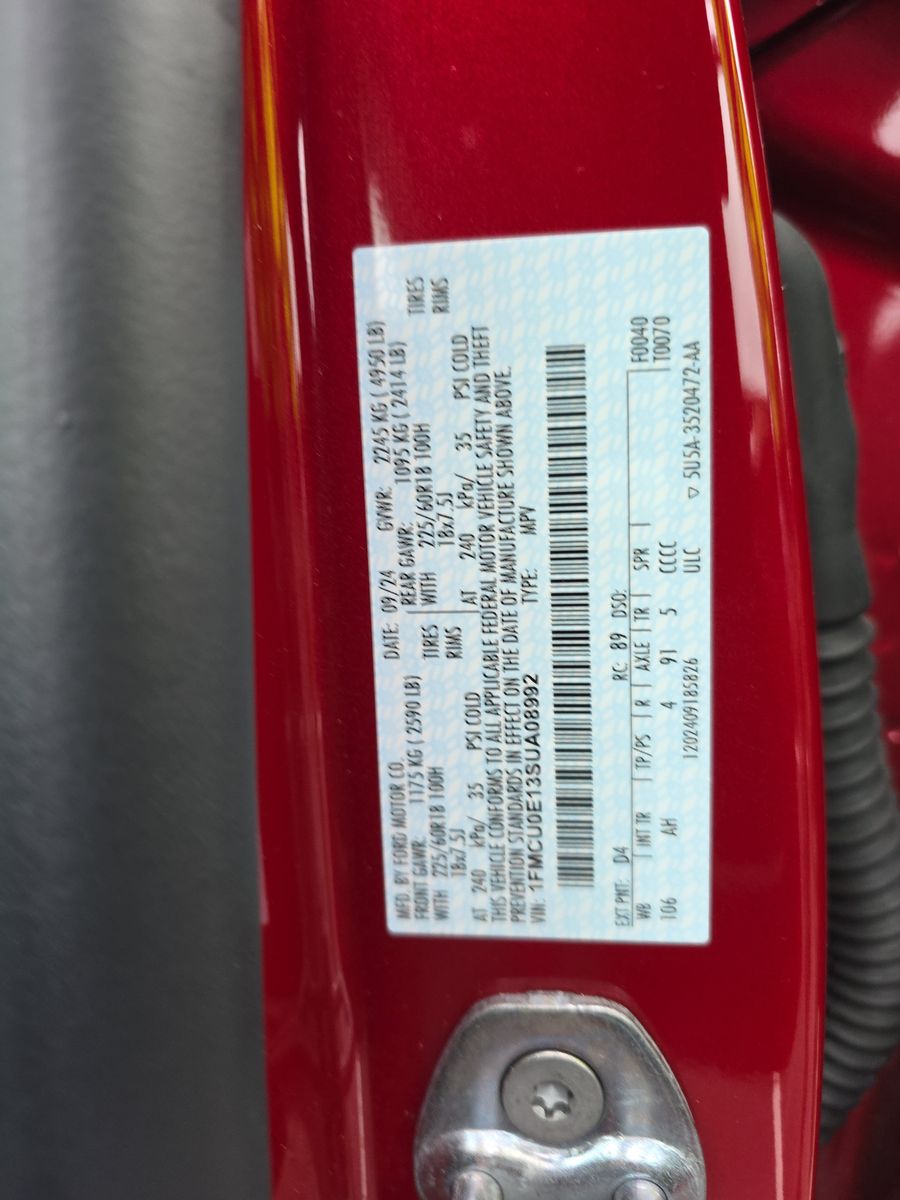 MFD. BY FORD MOTOR CO. DATE: 09/24 GVWR: 2245 KG ( 4950 LB)
FRONT GAWR: 1175 KG ( 2590 LB) REAR GAWR: 1095 KG ( 2414 LB)
WITH 225/60R18 100H TIRES WITH 225/60R18 100H TIRES
18x7.5J RIMS 18x7.5J RIMS
AT 240 kPa/ 35 PSI COLD AT 240 kPa/ 35 PSI COLD
THIS VEHICLE CONFORMS TO ALL APPLICABLE FEDERAL MOTOR VEHICLE SAFETY AND THEFT
PREVENTION STANDARDS IN EFFECT ON THE DATE OF MANUFACTURE SHOWN ABOVE.
VIN: 1FMCU0E13SUA08992 TYPE: MPV
EXT PNT: D4 RC: 89 DSO: F0040
WB INT TR TP/PS R AXLE TR SPR T0070
106 AH 4 91 5 CCCC
120240918S826 ULC ▽ 5U5A-3520472-AA